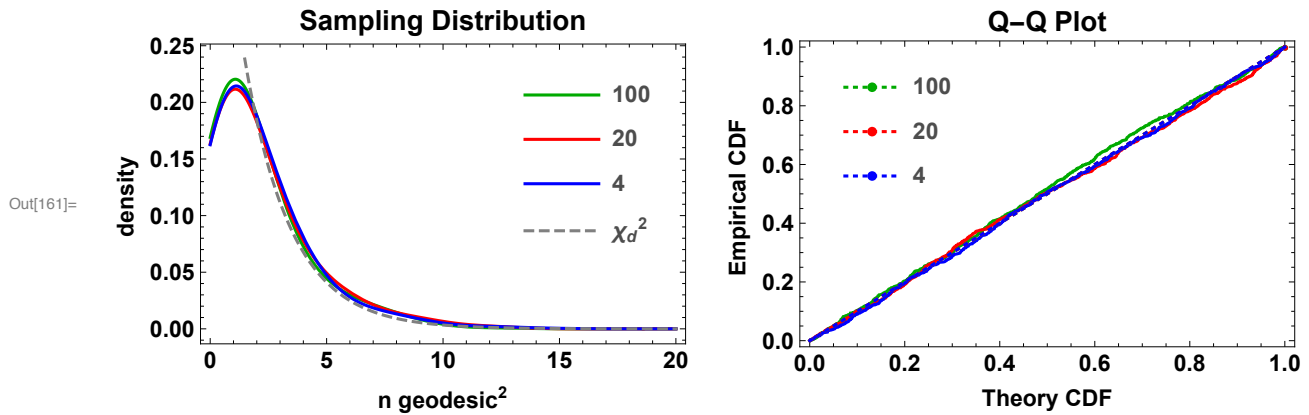 Out[161]=
Sampling Distribution
density
0.25
0.20
0.15
0.10
0.05
0.00
100
20
4
χd²
0 5 10 15 20
n geodesic²
Q–Q Plot
Empirical CDF
1.0
0.8
0.6
0.4
0.2
0.0
100
20
4
0.0 0.2 0.4 0.6 0.8 1.0
Theory CDF